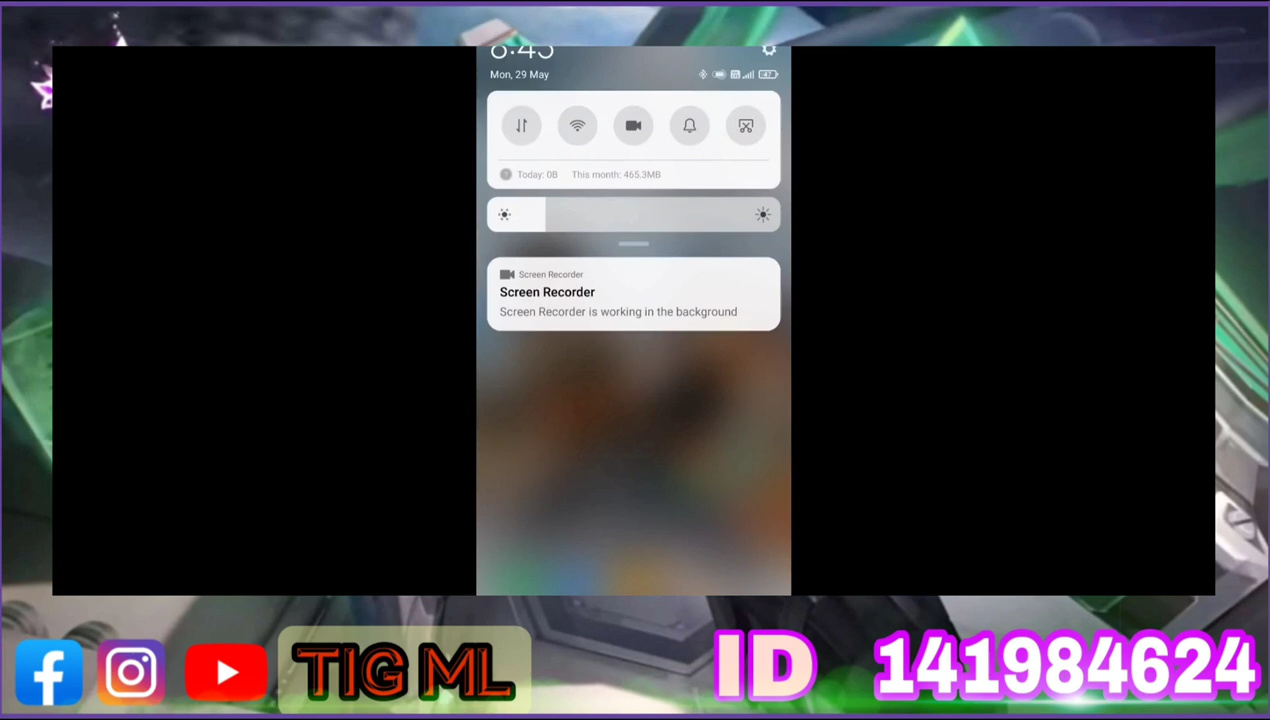 6:45
Mon, 29 May
47
Today: 0B This month: 465.3MB
Screen Recorder
Screen Recorder
Screen Recorder is working in the background
TIG ML
ID 141984624